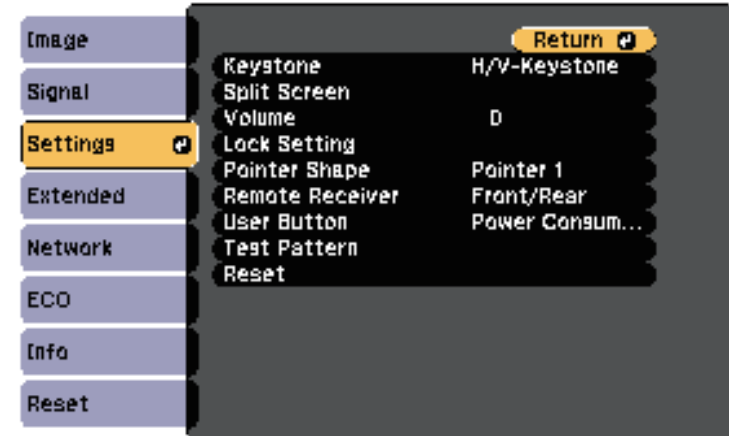 Image
Signal
Settings
Extended
Network
ECO
Info
Reset
Return
Keystone H/V-Keystone
Split Screen
Volume 0
Lock Setting
Pointer Shape Pointer 1
Remote Receiver Front/Rear
User Button Power Consum...
Test Pattern
Reset